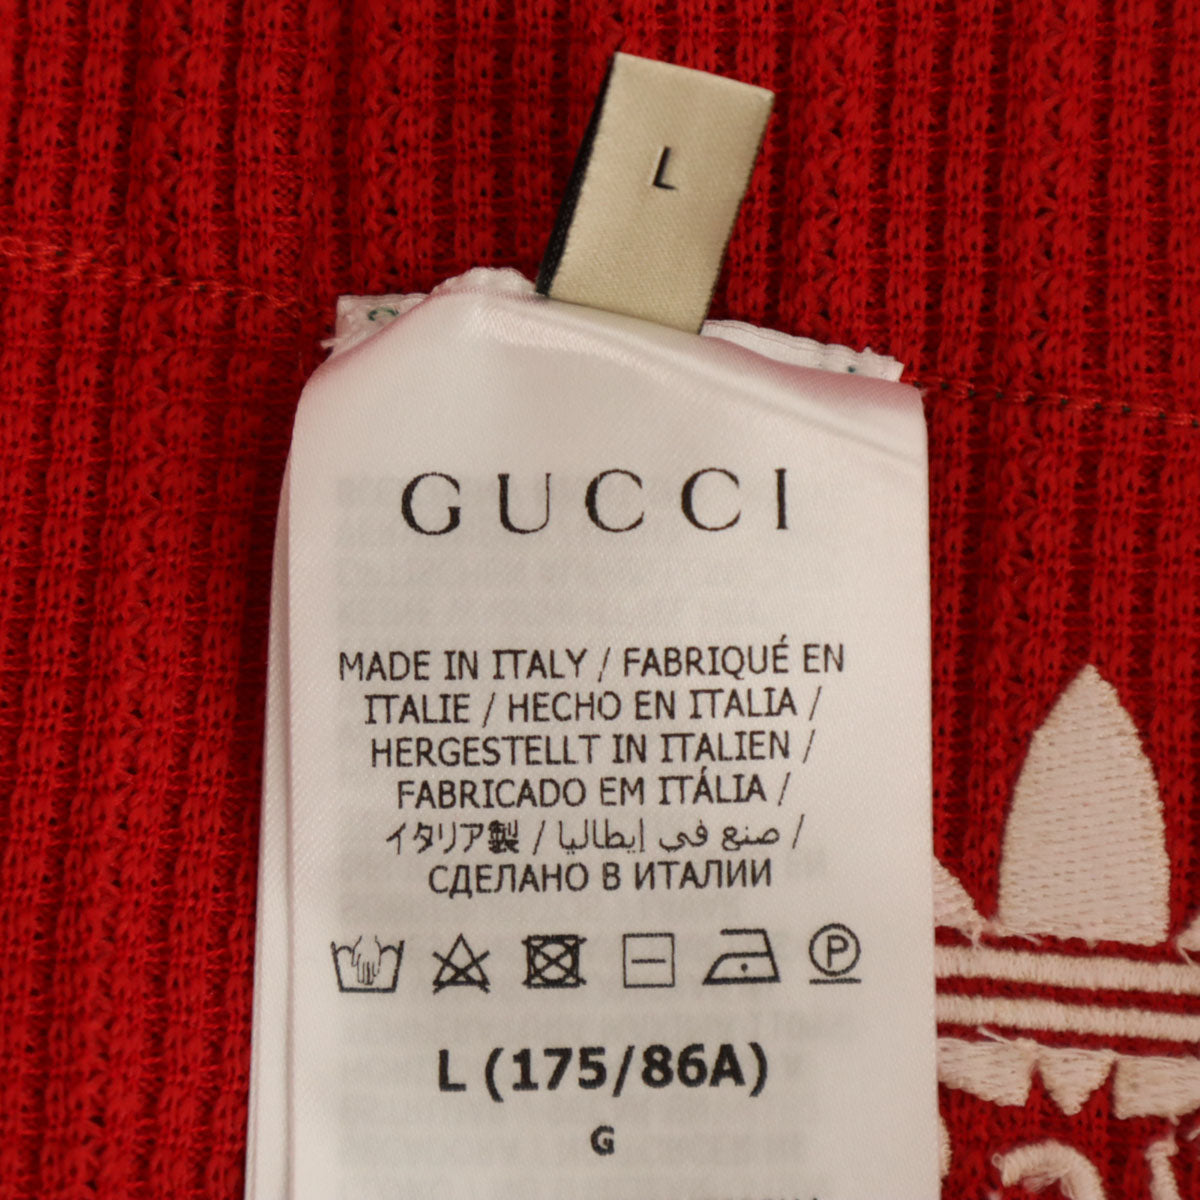 L
GUCCI
MADE IN ITALY / FABRIQUÉ EN
ITALIE / HECHO EN ITALIA /
HERGESTELLT IN ITALIEN /
FABRICADO EM ITÁLIA /
イタリア製 / صنع في إيطاليا /
СДЕЛАНО В ИТАЛИИ
P
L (175/86A)
G